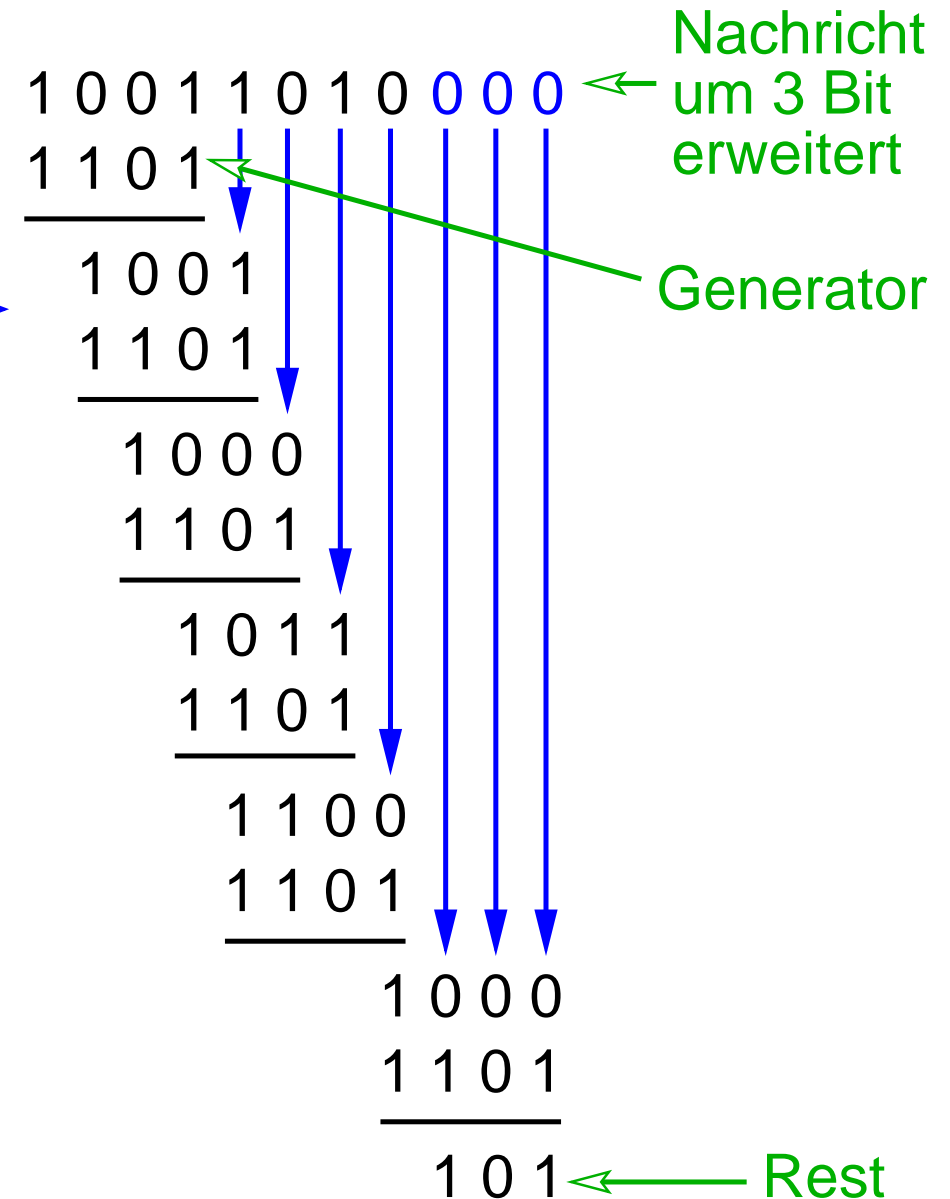 Nachricht
1 0 0 1 1 0 1 0 0 0 0
um 3 Bit
erweitert
1 1 0 1
1 0 0 1
Generator
1 1 0 1
1 0 0 0
1 1 0 1
1 0 1 1
1 1 0 1
1 1 0 0
1 1 0 1
1 0 0 0
1 1 0 1
1 0 1
Rest